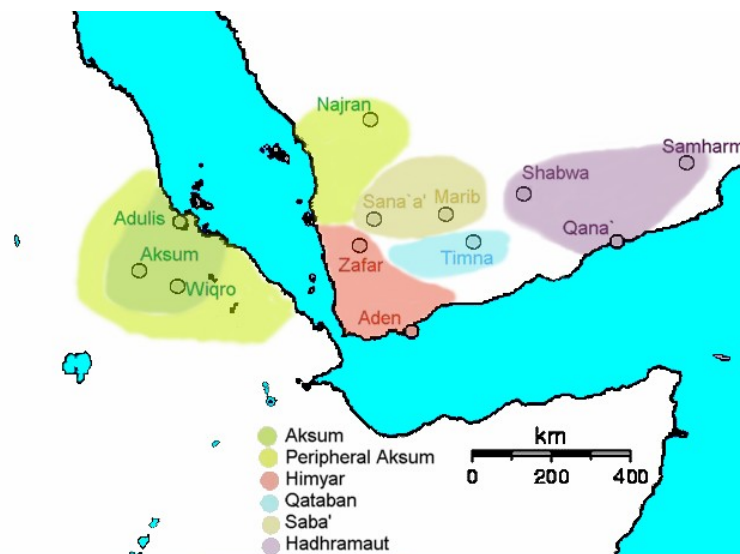 Najran
Samharm
Shabwa
Sana`a'
Marib
Adulis
Qana`
Aksum
Zafar
Timna
Wiqro
Aden
Aksum
Peripheral Aksum
Himyar
Qataban
Saba'
Hadhramaut
km
0 200 400